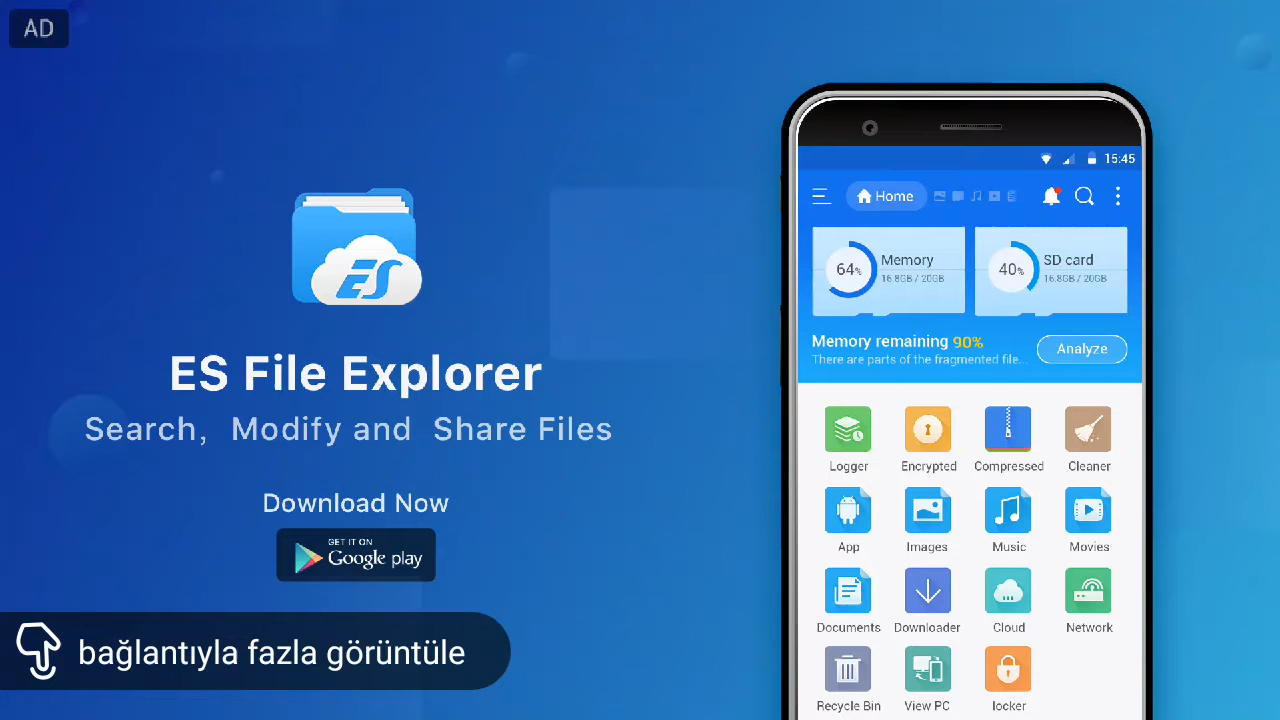 AD
ES
ES File Explorer
Search, Modify and Share Files
Download Now
GET IT ON
Google play
bağlantıyla fazla görüntüle
15:45
Home
64%
Memory
16.8GB / 20GB
40%
SD card
16.8GB / 20GB
Memory remaining 90%
There are parts of the fragmented file...
Analyze
Logger Encrypted Compressed Cleaner
App Images Music Movies
Documents Downloader Cloud Network
Recycle Bin View PC locker